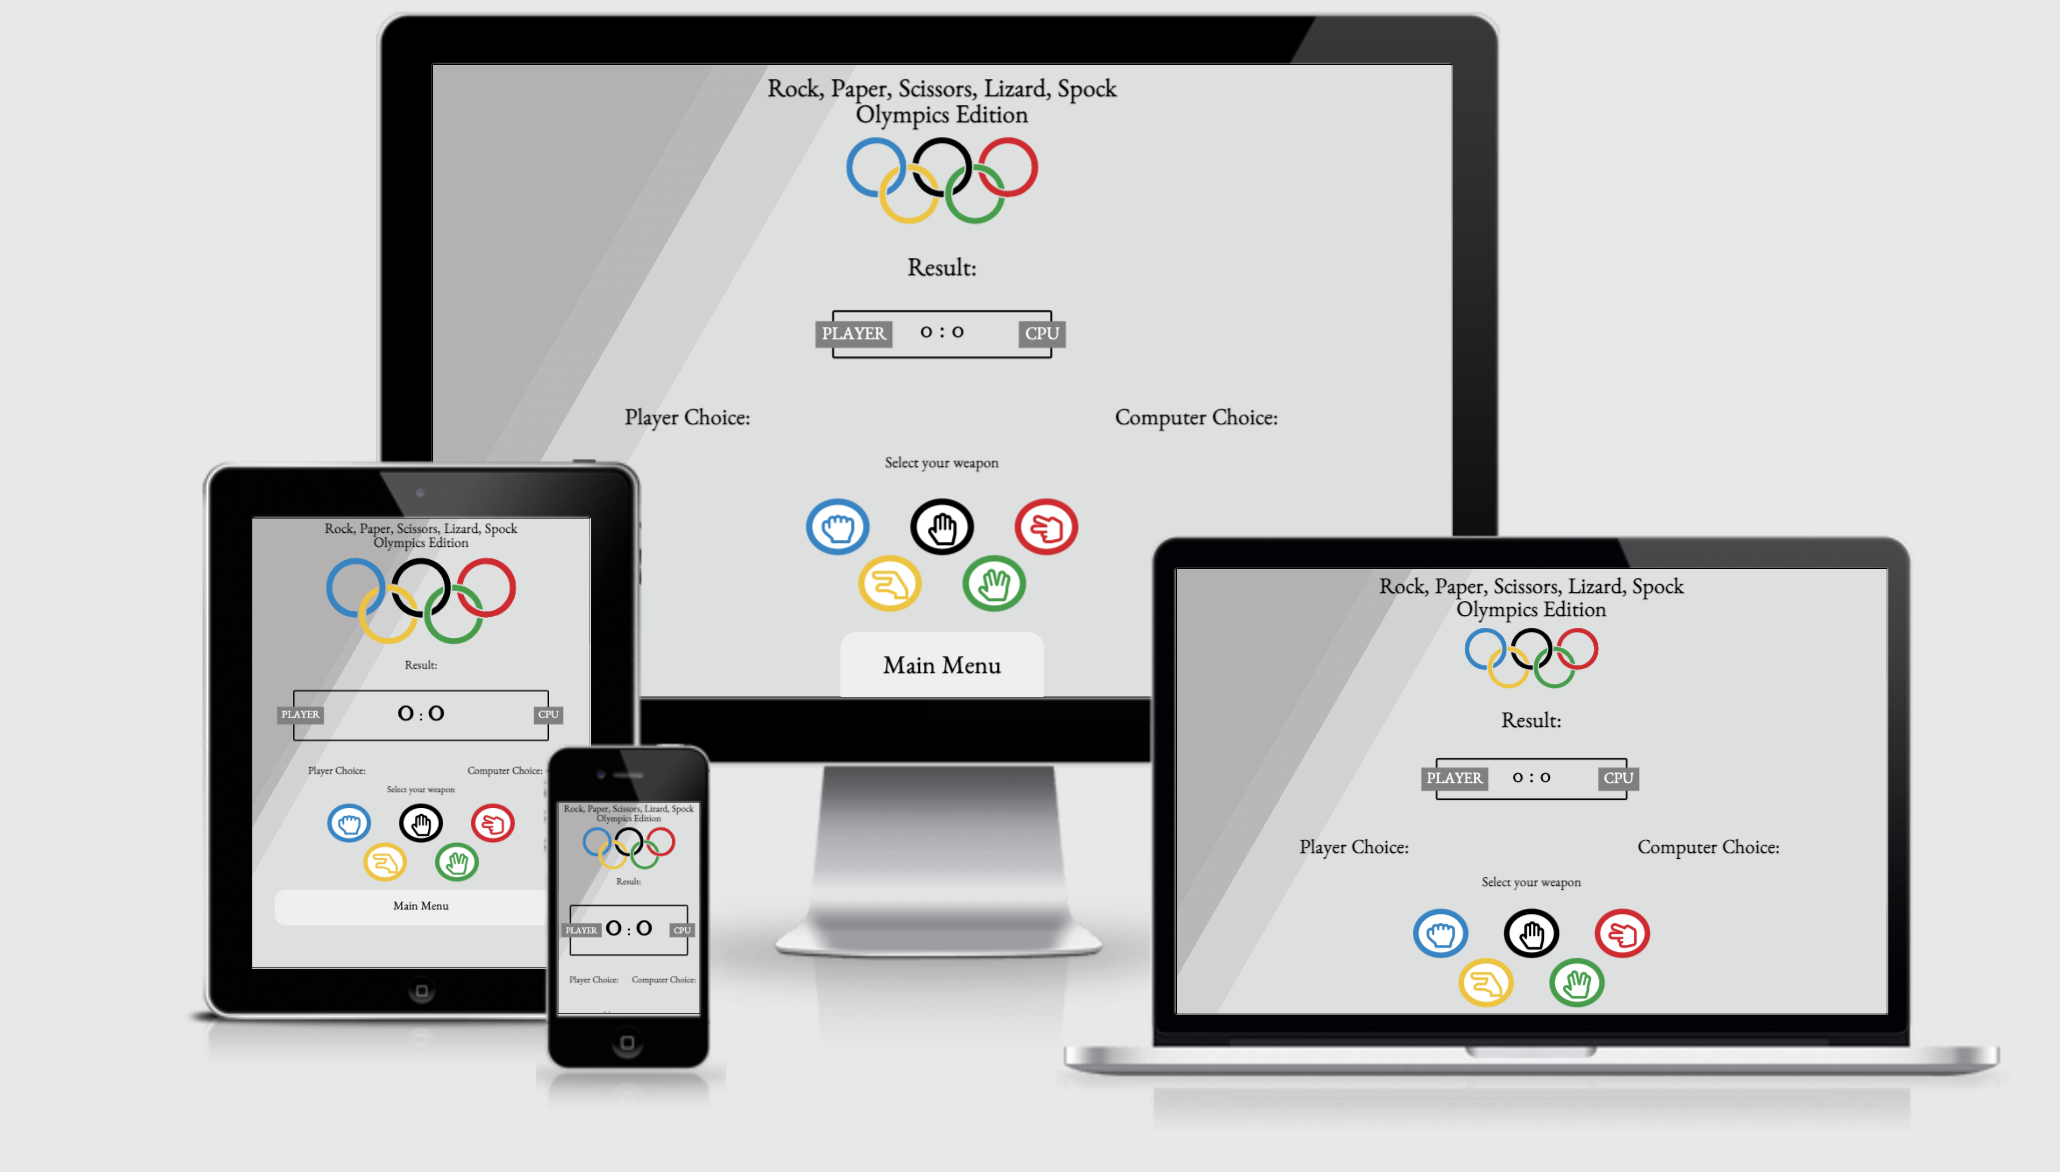 Rock, Paper, Scissors, Lizard, Spock
Olympics Edition
Result:
PLAYER 0 : 0 CPU
Player Choice: Computer Choice:
Select your weapon
Main Menu
Rock, Paper, Scissors, Lizard, Spock
Olympics Edition
Result:
PLAYER 0 : 0 CPU
Player Choice: Computer Choice:
Select your weapon
Main Menu
Rock, Paper, Scissors, Lizard, Spock
Olympics Edition
Result:
PLAYER 0 : 0 CPU
Player Choice: Computer Choice:
Rock, Paper, Scissors, Lizard, Spock
Olympics Edition
Result:
PLAYER 0 : 0 CPU
Player Choice: Computer Choice:
Select your weapon